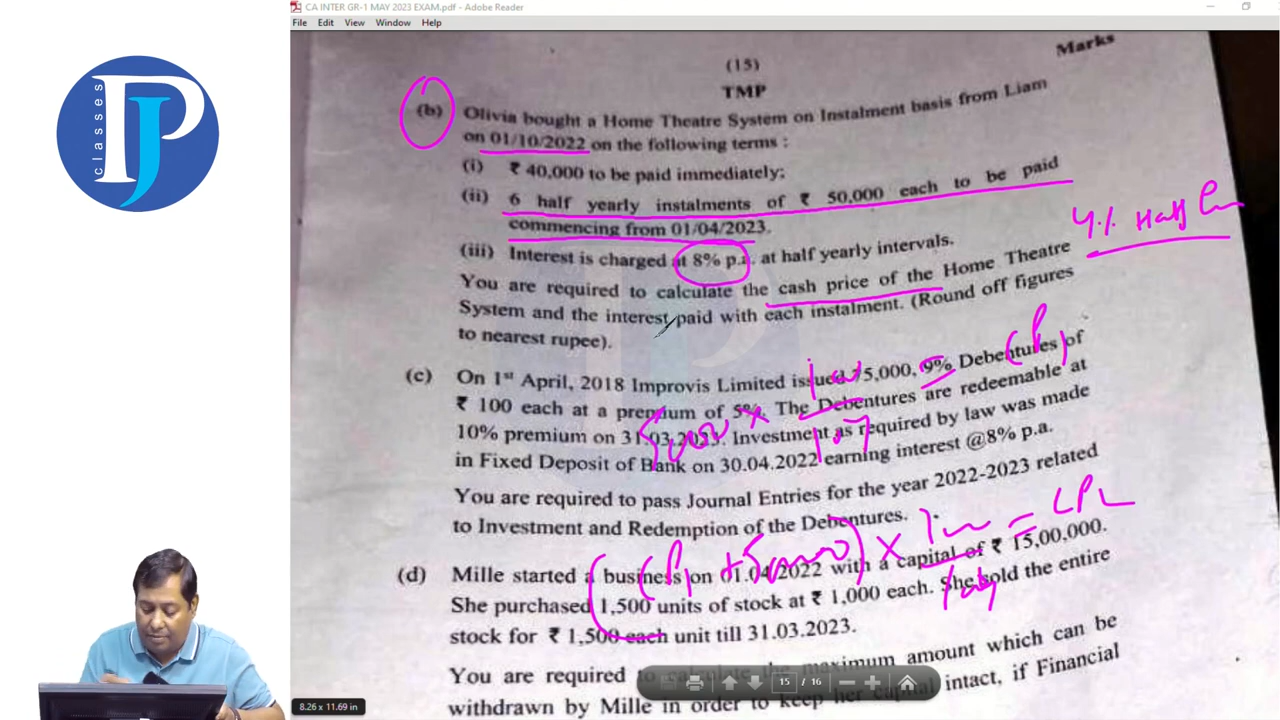 CA INTER GR-1 MAY 2023 EXAM.pdf - Adobe Reader
File Edit View Window Help
classes
PJ
Marks
(15)
TMP
(b) Olivia bought a Home Theatre System on Instalment basis from Liam
on 01/10/2022 on the following terms :
(i) ₹ 40,000 to be paid immediately;
(ii) 6 half yearly instalments of ₹ 50,000 each to be paid
commencing from 01/04/2023.
(iii) Interest is charged at 8% p.a. at half yearly intervals.
4% Half
You are required to calculate the cash price of the Home Theatre
System and the interest paid with each instalment. (Round off figures
to nearest rupee).
(c) On 1st April, 2018 Improvis Limited issued 15,000, 9% Debentures of
₹ 100 each at a premium of 5%. The Debentures are redeemable at
10% premium on 31.03.2023. Investment as required by law was made
in Fixed Deposit of Bank on 30.04.2022 earning interest @8% p.a.
You are required to pass Journal Entries for the year 2022-2023 related
to Investment and Redemption of the Debentures.
(d) Mille started a business on 01.04.2022 with a capital of ₹ 15,00,000.
She purchased 1,500 units of stock at ₹ 1,000 each. She sold the entire
stock for ₹ 1,500 each unit till 31.03.2023.
You are required to calculate the maximum amount which can be
withdrawn by Mille in order to keep her capital intact, if Financial
15 / 16
8.26 x 11.69 in